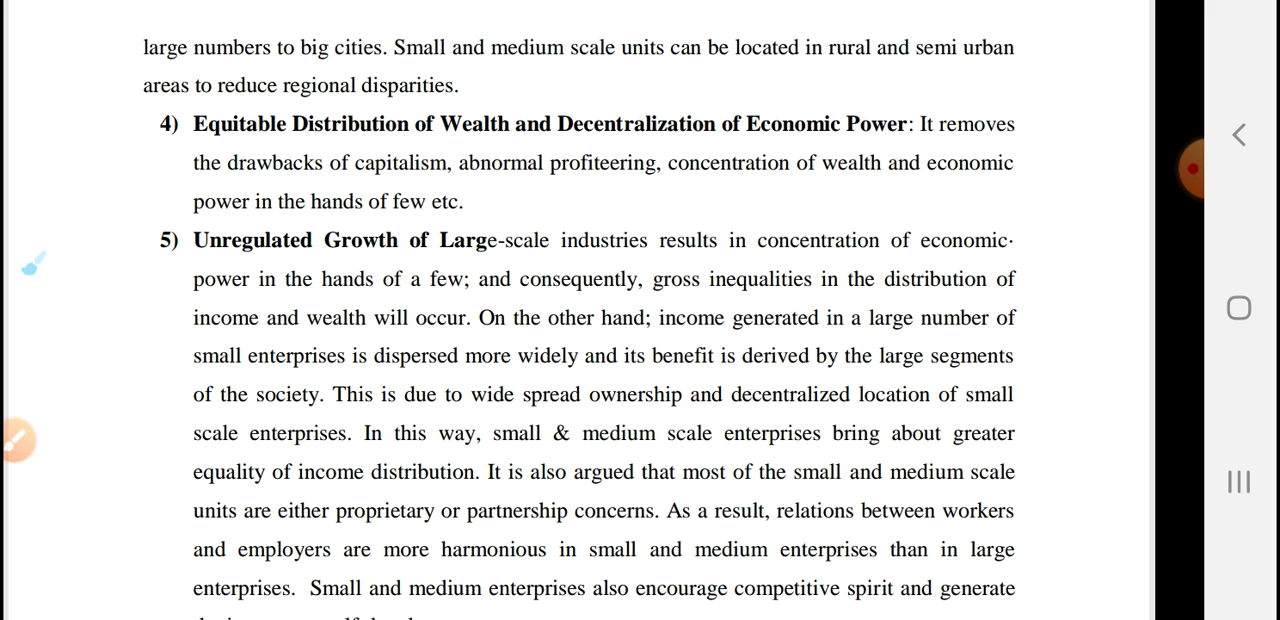 large numbers to big cities. Small and medium scale units can be located in rural and semi urban
areas to reduce regional disparities.
4) Equitable Distribution of Wealth and Decentralization of Economic Power: It removes
the drawbacks of capitalism, abnormal profiteering, concentration of wealth and economic
power in the hands of few etc.
5) Unregulated Growth of Large-scale industries results in concentration of economic·
power in the hands of a few; and consequently, gross inequalities in the distribution of
income and wealth will occur. On the other hand; income generated in a large number of
small enterprises is dispersed more widely and its benefit is derived by the large segments
of the society. This is due to wide spread ownership and decentralized location of small
scale enterprises. In this way, small & medium scale enterprises bring about greater
equality of income distribution. It is also argued that most of the small and medium scale
units are either proprietary or partnership concerns. As a result, relations between workers
and employers are more harmonious in small and medium enterprises than in large
enterprises. Small and medium enterprises also encourage competitive spirit and generate